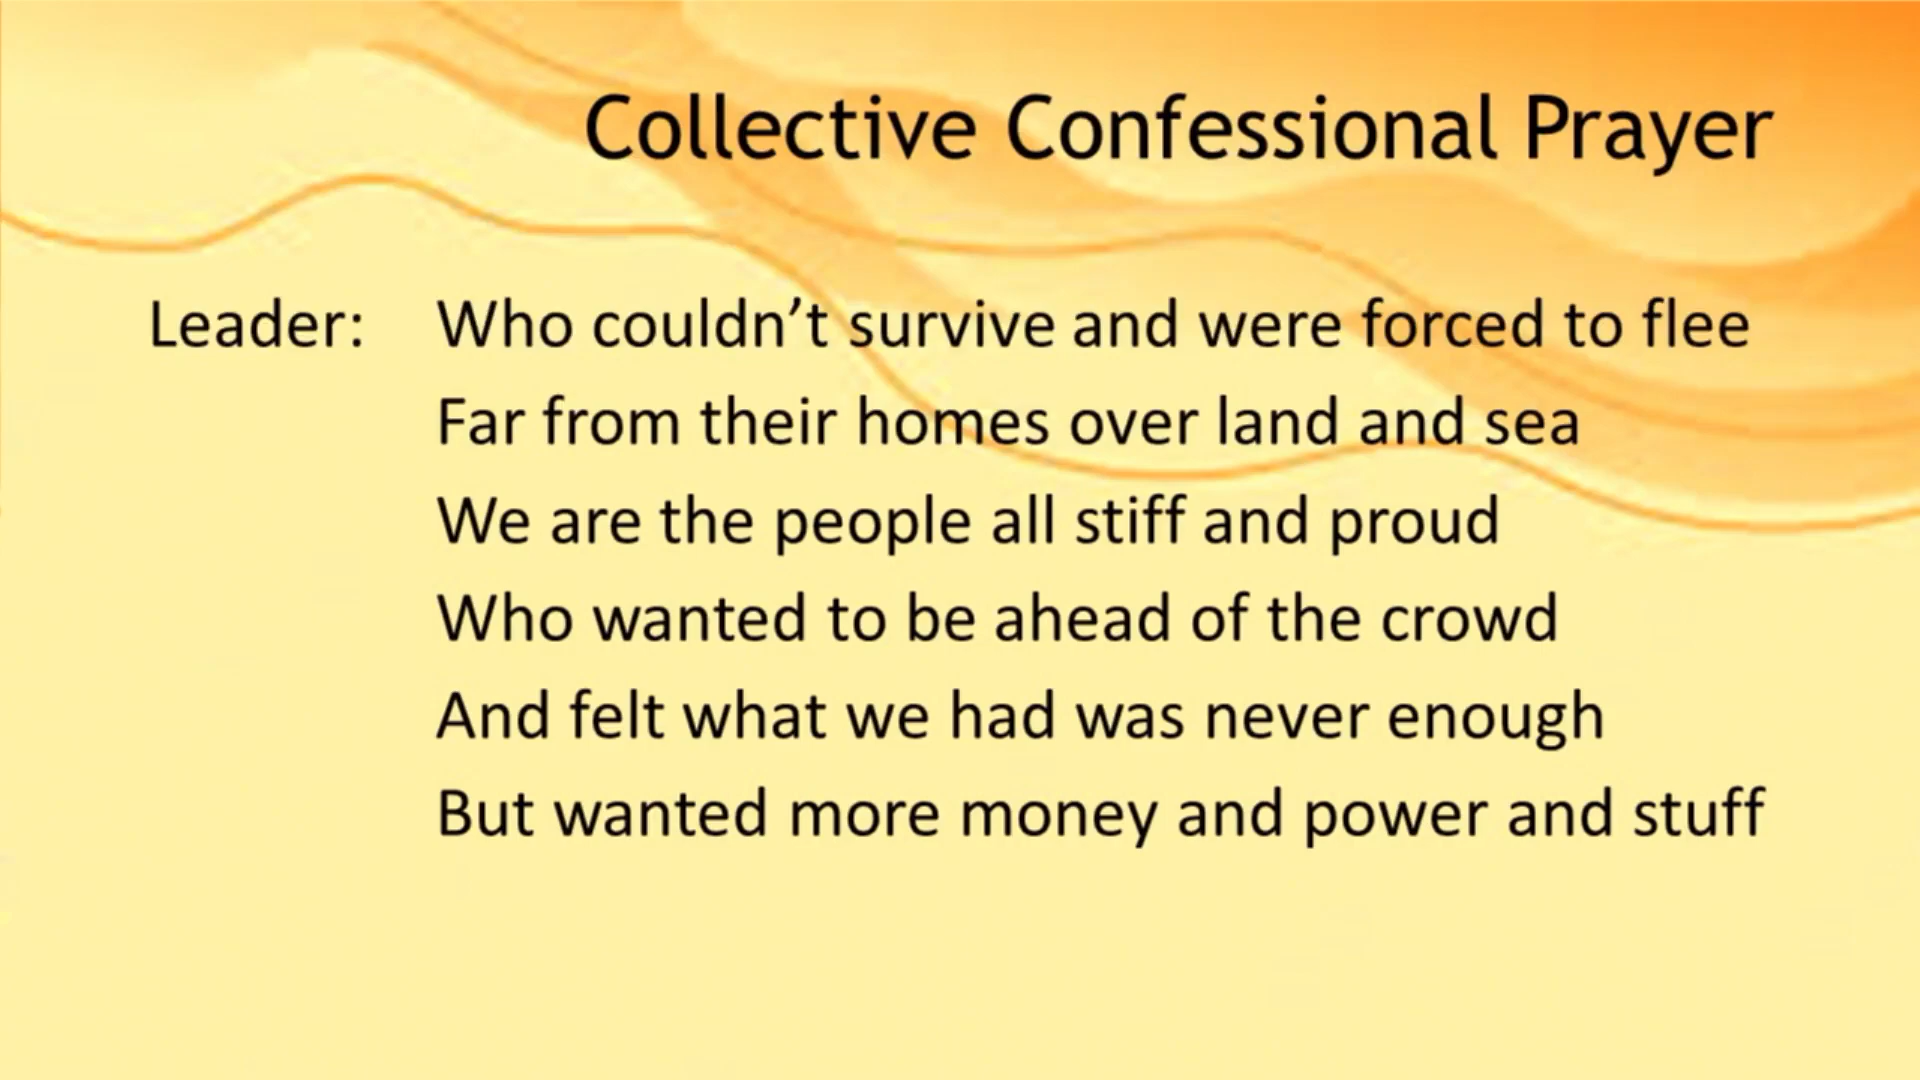 Collective Confessional Prayer
Leader: Who couldn’t survive and were forced to flee
Far from their homes over land and sea
We are the people all stiff and proud
Who wanted to be ahead of the crowd
And felt what we had was never enough
But wanted more money and power and stuff